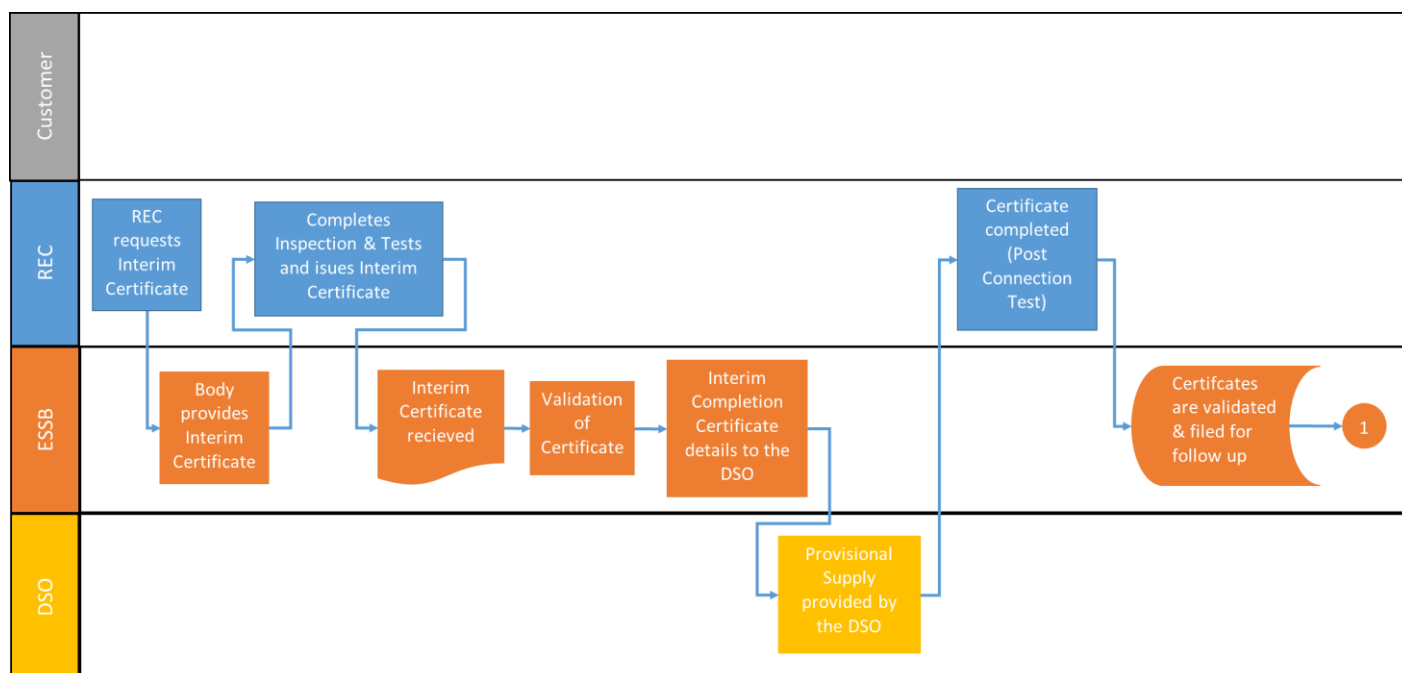 Customer
REC
REC
requests
Interim
Certificate
Completes
Inspection & Tests
and isues Interim
Certificate
Certificate
completed
(Post
Connection
Test)
ESSB
Body
provides
Interim
Certificate
Interim
Certificate
recieved
Validation
of
Certificate
Interim
Completion
Certificate
details to the
DSO
Certifcates
are validated
& filed for
follow up
1
DSO
Provisional
Supply
provided by
the DSO